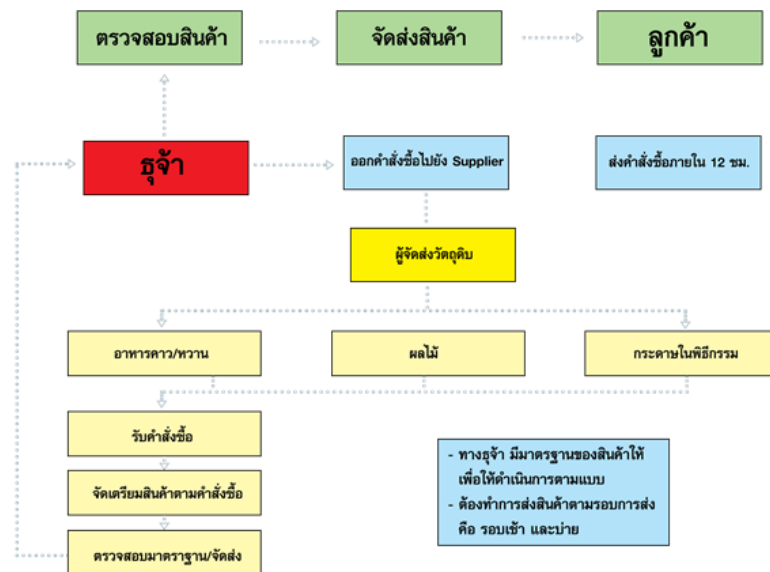 ตรวจสอบสินค้า
จัดส่งสินค้า
ลูกค้า
ธุจ้า
ออกคำสั่งซื้อไปยัง Supplier
ส่งคำสั่งซื้อภายใน 12 ชม.
ผู้จัดส่งวัตถุดิบ
อาหารคาว/หวาน
ผลไม้
กระดาษในพิธีกรรม
รับคำสั่งซื้อ
จัดเตรียมสินค้าตามคำสั่งซื้อ
ตรวจสอบมาตราฐาน/จัดส่ง
- ทางธุจ้า มีมาตรฐานของสินค้าให้
เพื่อให้ดำเนินการตามแบบ
- ต้องทำการส่งสินค้าตามรอบการส่ง
คือ รอบเช้า และบ่าย